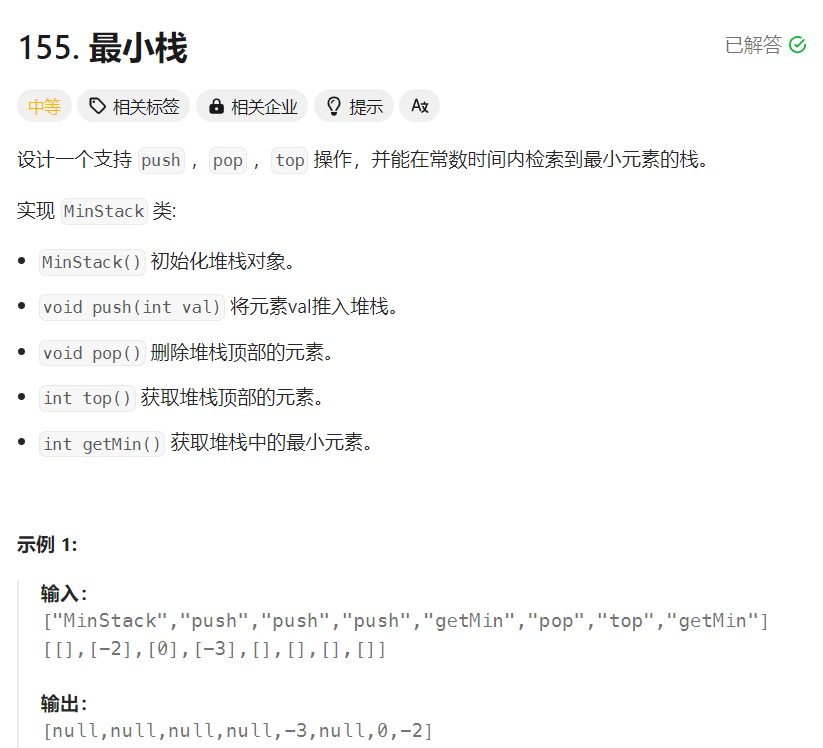 155. 最小栈
已解答
中等 相关标签 相关企业 提示 Aあ
设计一个支持 push ，pop ，top 操作，并能在常数时间内检索到最小元素的栈。
实现 MinStack 类:
• MinStack() 初始化堆栈对象。
• void push(int val) 将元素val推入堆栈。
• void pop() 删除堆栈顶部的元素。
• int top() 获取堆栈顶部的元素。
• int getMin() 获取堆栈中的最小元素。
示例 1:
输入：
["MinStack","push","push","push","getMin","pop","top","getMin"]
[[],[-2],[0],[-3],[],[],[],[]]
输出：
[null,null,null,null,-3,null,0,-2]